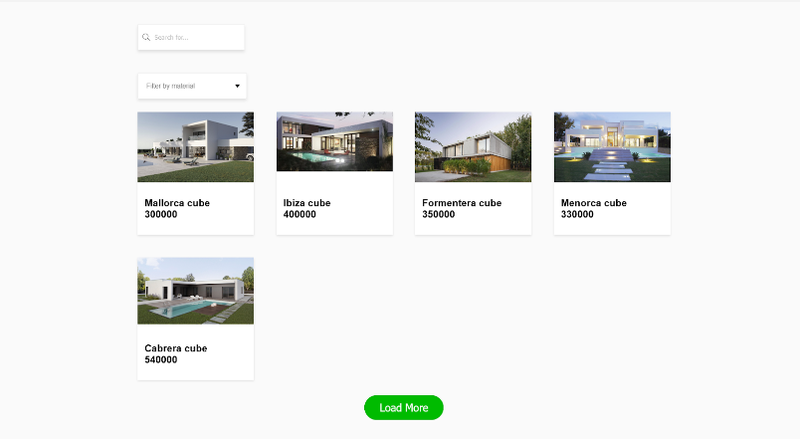 Search for...
Filter by material
Mallorca cube
300000
Ibiza cube
400000
Formentera cube
350000
Menorca cube
330000
Cabrera cube
540000
Load More